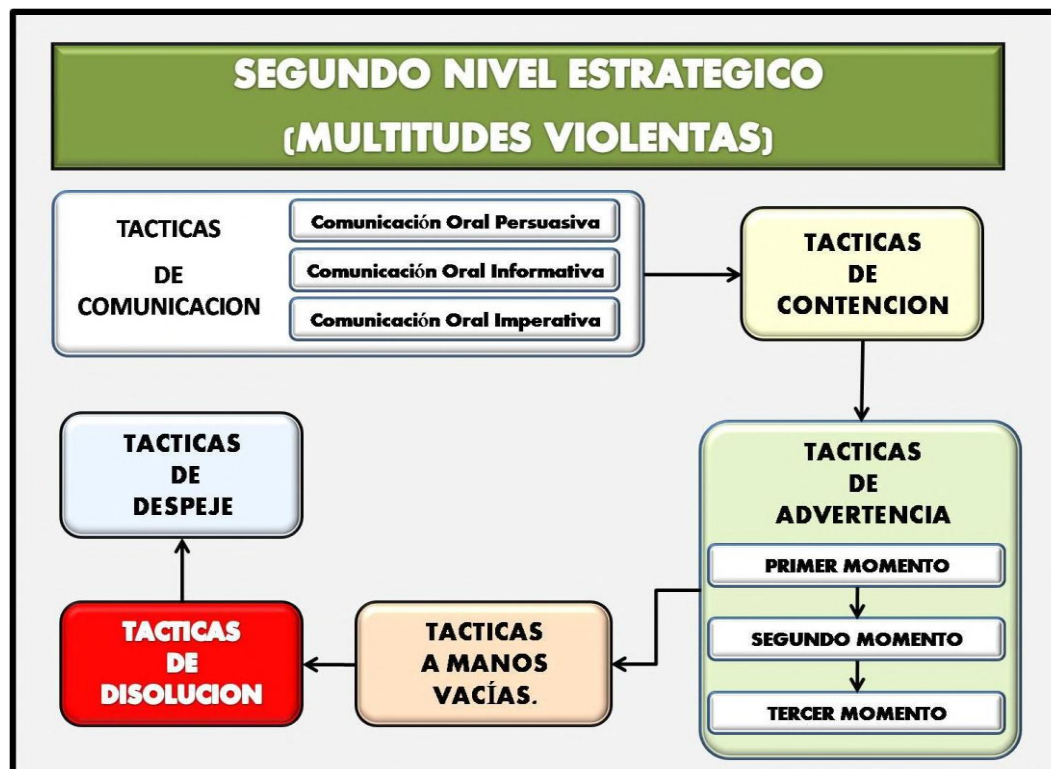 SEGUNDO NIVEL ESTRATEGICO
(MULTITUDES VIOLENTAS)
TACTICAS
DE
COMUNICACION
Comunicación Oral Persuasiva
Comunicación Oral Informativa
Comunicación Oral Imperativa
TACTICAS
DE
CONTENCION
TACTICAS
DE
ADVERTENCIA
PRIMER MOMENTO
SEGUNDO MOMENTO
TERCER MOMENTO
TACTICAS
A MANOS
VACÍAS.
TACTICAS
DE
DISOLUCION
TACTICAS
DE
DESPEJE